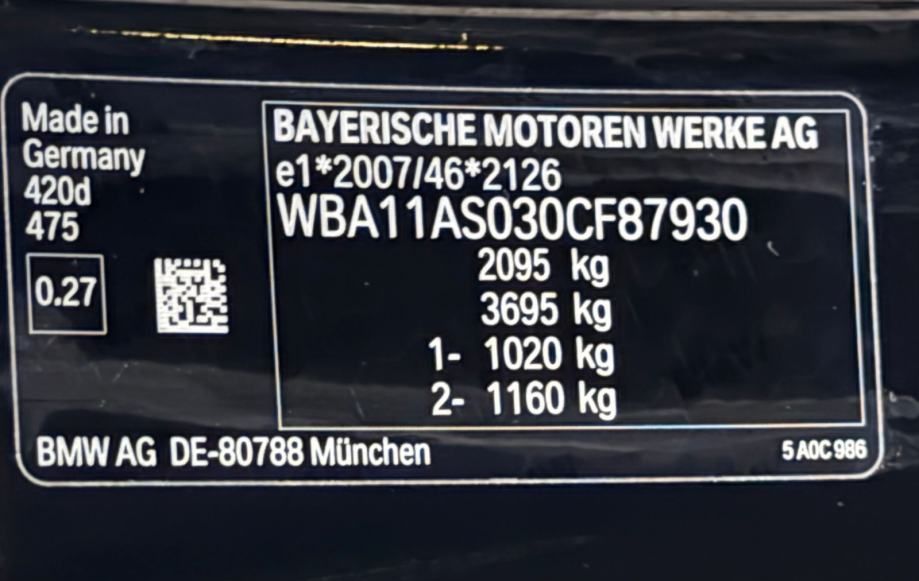 Made in
Germany
420d
475
0.27
BAYERISCHE MOTOREN WERKE AG
e1*2007/46*2126
WBA11AS030CF87930
2095 kg
3695 kg
1- 1020 kg
2- 1160 kg
BMW AG DE-80788 München
5 A0C 986